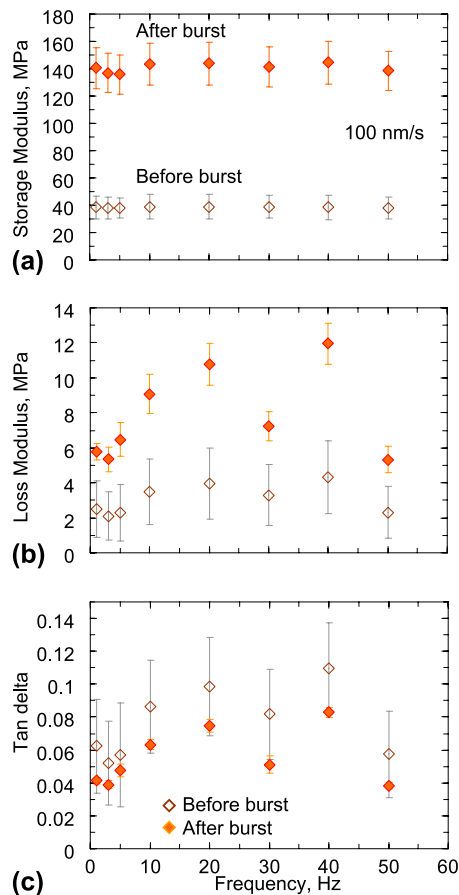 180
160
140
120
100
80
60
40
20
0
Storage Modulus, MPa
After burst
100 nm/s
Before burst
(a)
14
12
10
8
6
4
2
0
Loss Modulus, MPa
(b)
0.14
0.12
0.1
0.08
0.06
0.04
0.02
0
Tan delta
Before burst
After burst
0 10 20 30 40 50 60
Frequency, Hz
(c)